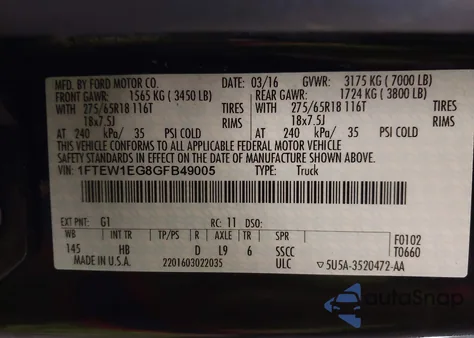 MFD. BY FORD MOTOR CO. DATE: 03/16 GVWR: 3175 KG ( 7000 LB)
FRONT GAWR: 1565 KG ( 3450 LB) REAR GAWR: 1724 KG ( 3800 LB)
WITH 275/65R18 116T TIRES WITH 275/65R18 116T TIRES
18x7.5J RIMS 18x7.5J RIMS
AT 240 kPa/ 35 PSI COLD AT 240 kPa/ 35 PSI COLD
THIS VEHICLE CONFORMS TO ALL APPLICABLE FEDERAL MOTOR VEHICLE
SAFETY STANDARDS IN EFFECT ON THE DATE OF MANUFACTURE SHOWN ABOVE.
VIN: 1FTEW1EG8GFB49005 TYPE: Truck
EXT PNT: G1 RC: 11 DSO:
WB INT TR TP/PS R AXLE TR SPR F0102
145 HB D L9 6 SSCC T0660
MADE IN U.S.A. 2201603022035 ULC ▽5U5A-3520472-AA
autoSnap